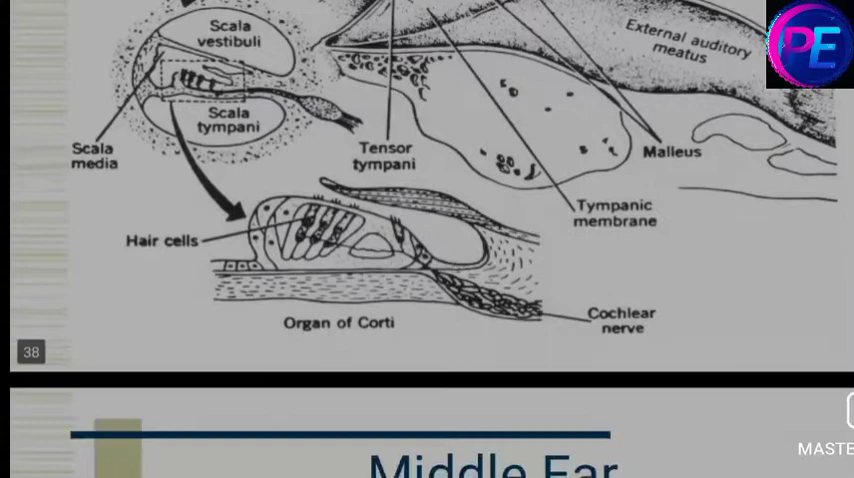 Scala
vestibuli
External auditory
meatus
PE
Scala
tympani
Scala
media
Tensor
tympani
Malleus
Tympanic
membrane
Hair cells
Cochlear
nerve
Organ of Corti
38
MASTE
Middle Ear